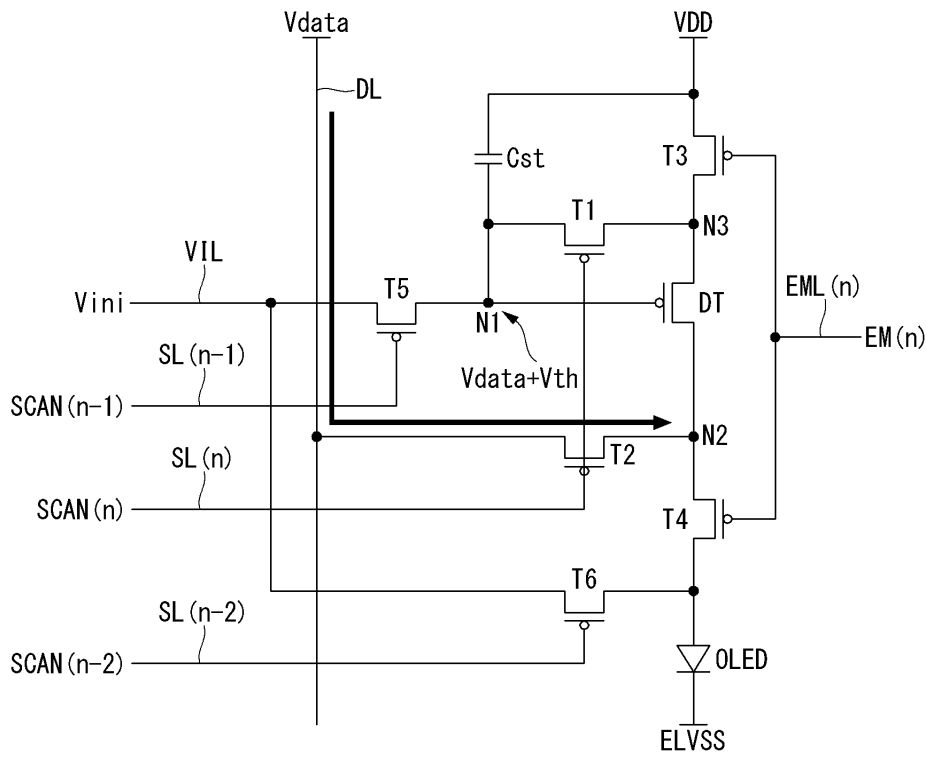 Vdata
VDD
DL
Cst
T3
T1
N3
VIL
T5
Vini
N1
DT
EML(n)
EM(n)
SL(n-1)
Vdata+Vth
SCAN(n-1)
N2
SL(n)
T2
SCAN(n)
T4
T6
SL(n-2)
SCAN(n-2)
OLED
ELVSS